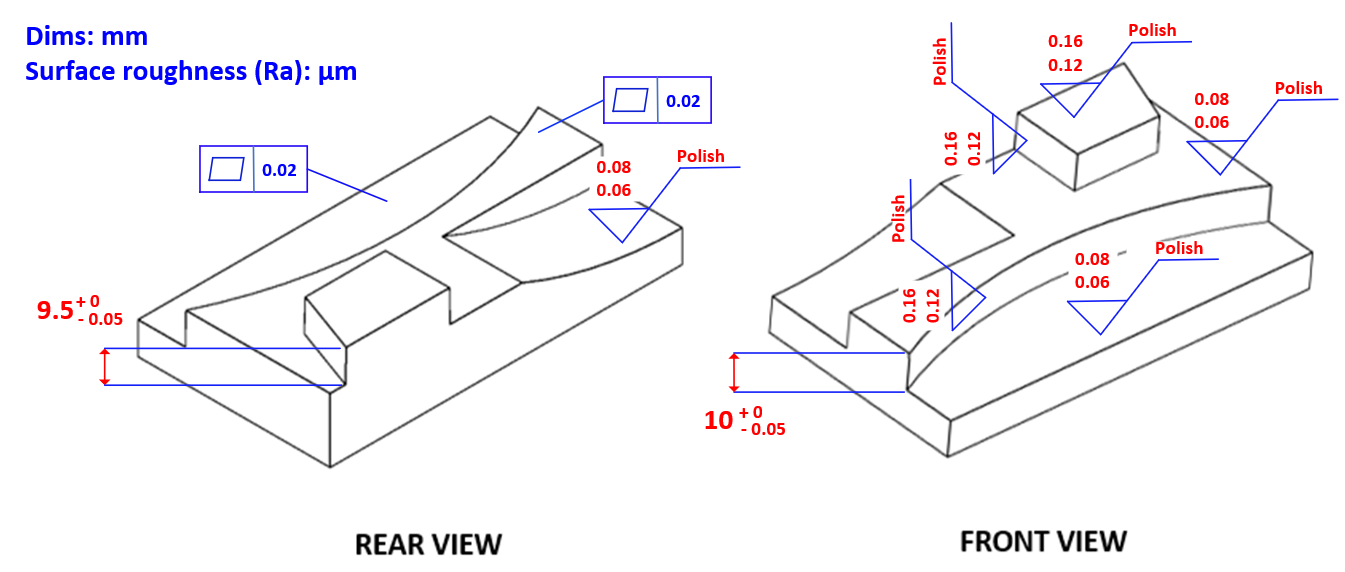 Dims: mm
Surface roughness (Ra): µm
0.02
0.02
0.08
0.06
Polish
9.5 + 0
- 0.05
REAR VIEW
Polish
0.16
0.12
0.16
0.12
Polish
0.08
0.06
Polish
Polish
0.16
0.12
0.08
0.06
Polish
10 + 0
- 0.05
FRONT VIEW